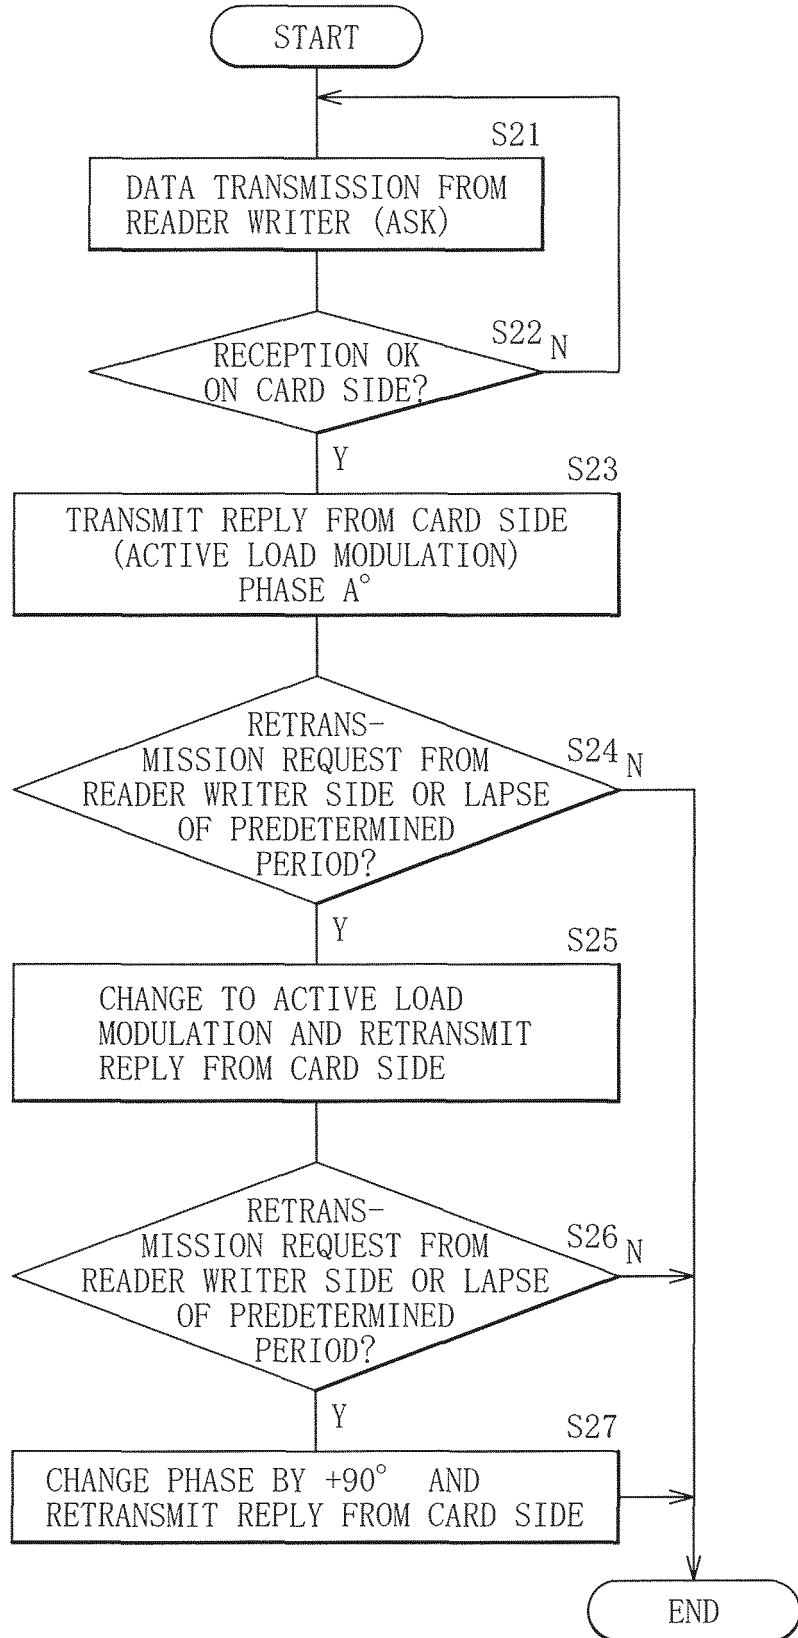 START
S21
DATA TRANSMISSION FROM
READER WRITER (ASK)
S22
N
RECEPTION OK
ON CARD SIDE?
Y
S23
TRANSMIT REPLY FROM CARD SIDE
(ACTIVE LOAD MODULATION)
PHASE A°
RETRANS-
MISSION REQUEST FROM
READER WRITER SIDE OR LAPSE
OF PREDETERMINED
PERIOD?
S24
N
Y
S25
CHANGE TO ACTIVE LOAD
MODULATION AND RETRANSMIT
REPLY FROM CARD SIDE
RETRANS-
MISSION REQUEST FROM
READER WRITER SIDE OR LAPSE
OF PREDETERMINED
PERIOD?
S26
N
Y
S27
CHANGE PHASE BY +90° AND
RETRANSMIT REPLY FROM CARD SIDE
END